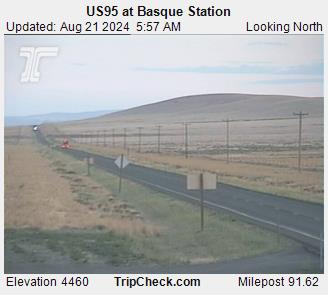 US95 at Basque Station
Updated: Aug 21 2024 5:57 AM Looking North
Elevation 4460 TripCheck.com Milepost 91.62